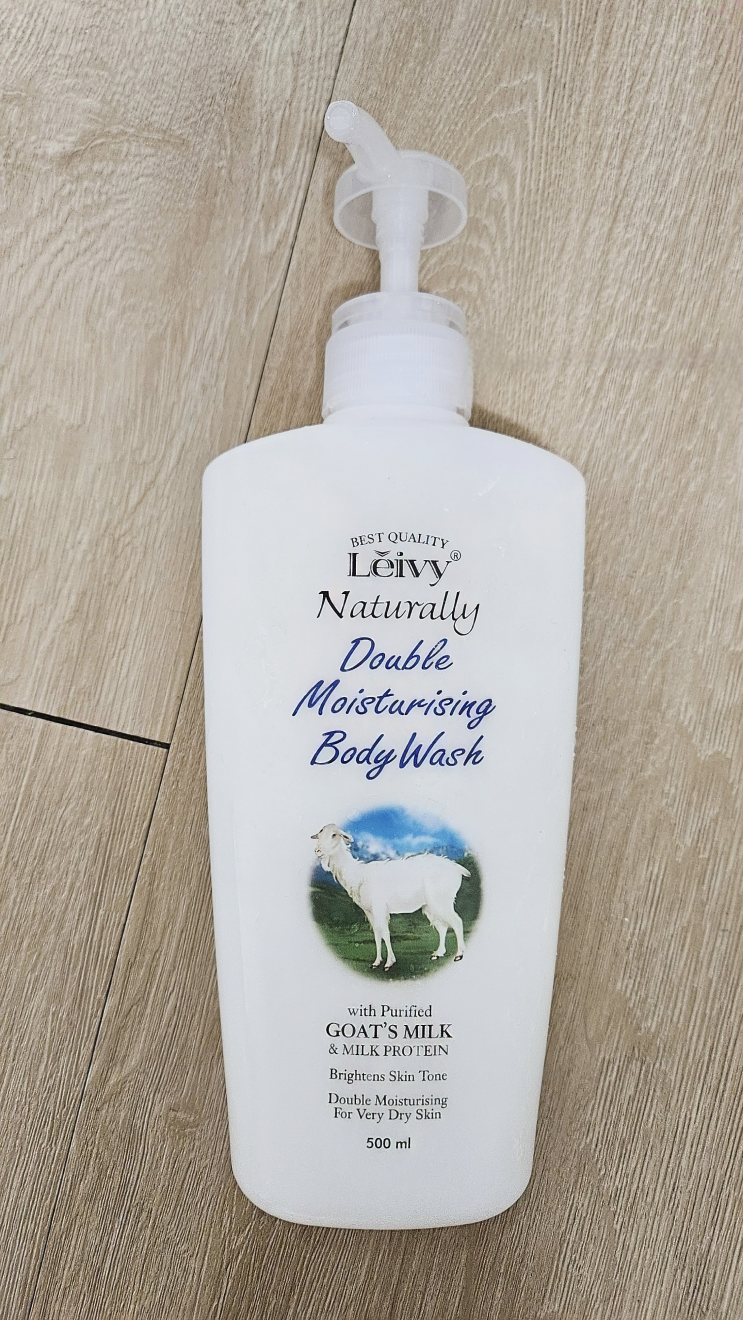 BEST QUALITY
Lĕivy®
Naturally
Double
Moisturising
Body Wash
with Purified
GOAT'S MILK
& MILK PROTEIN
Brightens Skin Tone
Double Moisturising
For Very Dry Skin
500 ml